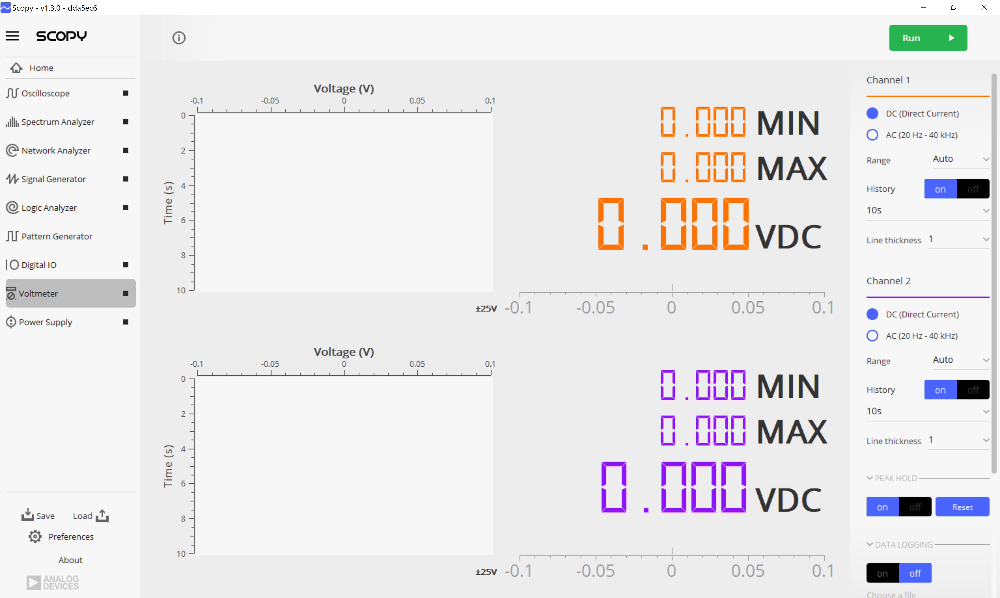 Scopy - v1.3.0 - dda5ec6
SCOPY
Home
Oscilloscope
Spectrum Analyzer
Network Analyzer
Signal Generator
Logic Analyzer
Pattern Generator
Digital IO
Voltmeter
Power Supply
Save Load
Preferences
About
ANALOG
DEVICES
Run
Voltage (V)
-0.1 -0.05 0 0.05 0.1
Time (s)
0
2
4
6
8
10
0.000 MIN
0.000 MAX
0.000 VDC
±25V -0.1 -0.05 0 0.05 0.1
Voltage (V)
-0.1 -0.05 0 0.05 0.1
Time (s)
0
2
4
6
8
10
0.000 MIN
0.000 MAX
0.000 VDC
±25V -0.1 -0.05 0 0.05 0.1
Channel 1
DC (Direct Current)
AC (20 Hz - 40 kHz)
Range Auto
History on off
10s
Line thickness 1
Channel 2
DC (Direct Current)
AC (20 Hz - 40 kHz)
Range Auto
History on off
10s
Line thickness 1
PEAK HOLD
on off Reset
DATA LOGGING
on off
Choose a file